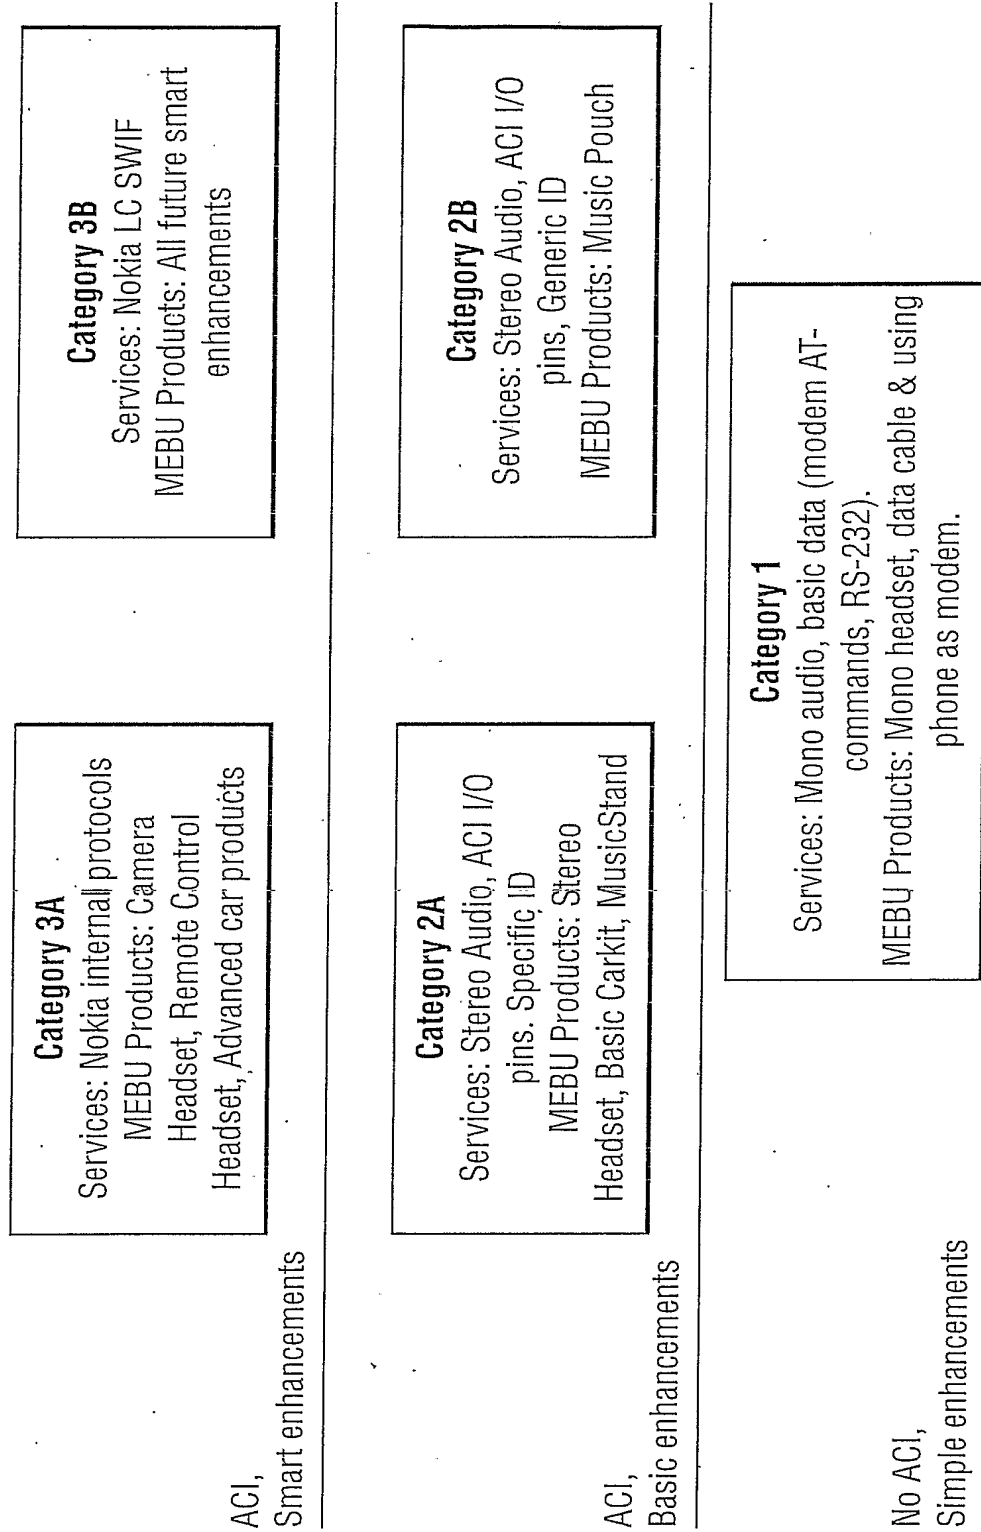 ACI,
Smart enhancements
Category 3A
Services: Nokia internal protocols
MEBU Products: Camera
Headset, Remote Control
Headset, Advanced car products
Category 3B
Services: Nokia LC SWIF
MEBU Products: All future smart
enhancements
ACI,
Basic enhancements
Category 2A
Services: Stereo Audio, ACI I/O
pins. Specific ID
MEBU Products: Stereo
Headset, Basic Carkit, MusicStand
Category 2B
Services: Stereo Audio, ACI I/O
pins, Generic ID
MEBU Products: Music Pouch
No ACI,
Simple enhancements
Category 1
Services: Mono audio, basic data (modem AT-
commands, RS-232).
MEBU Products: Mono headset, data cable & using
phone as modem.